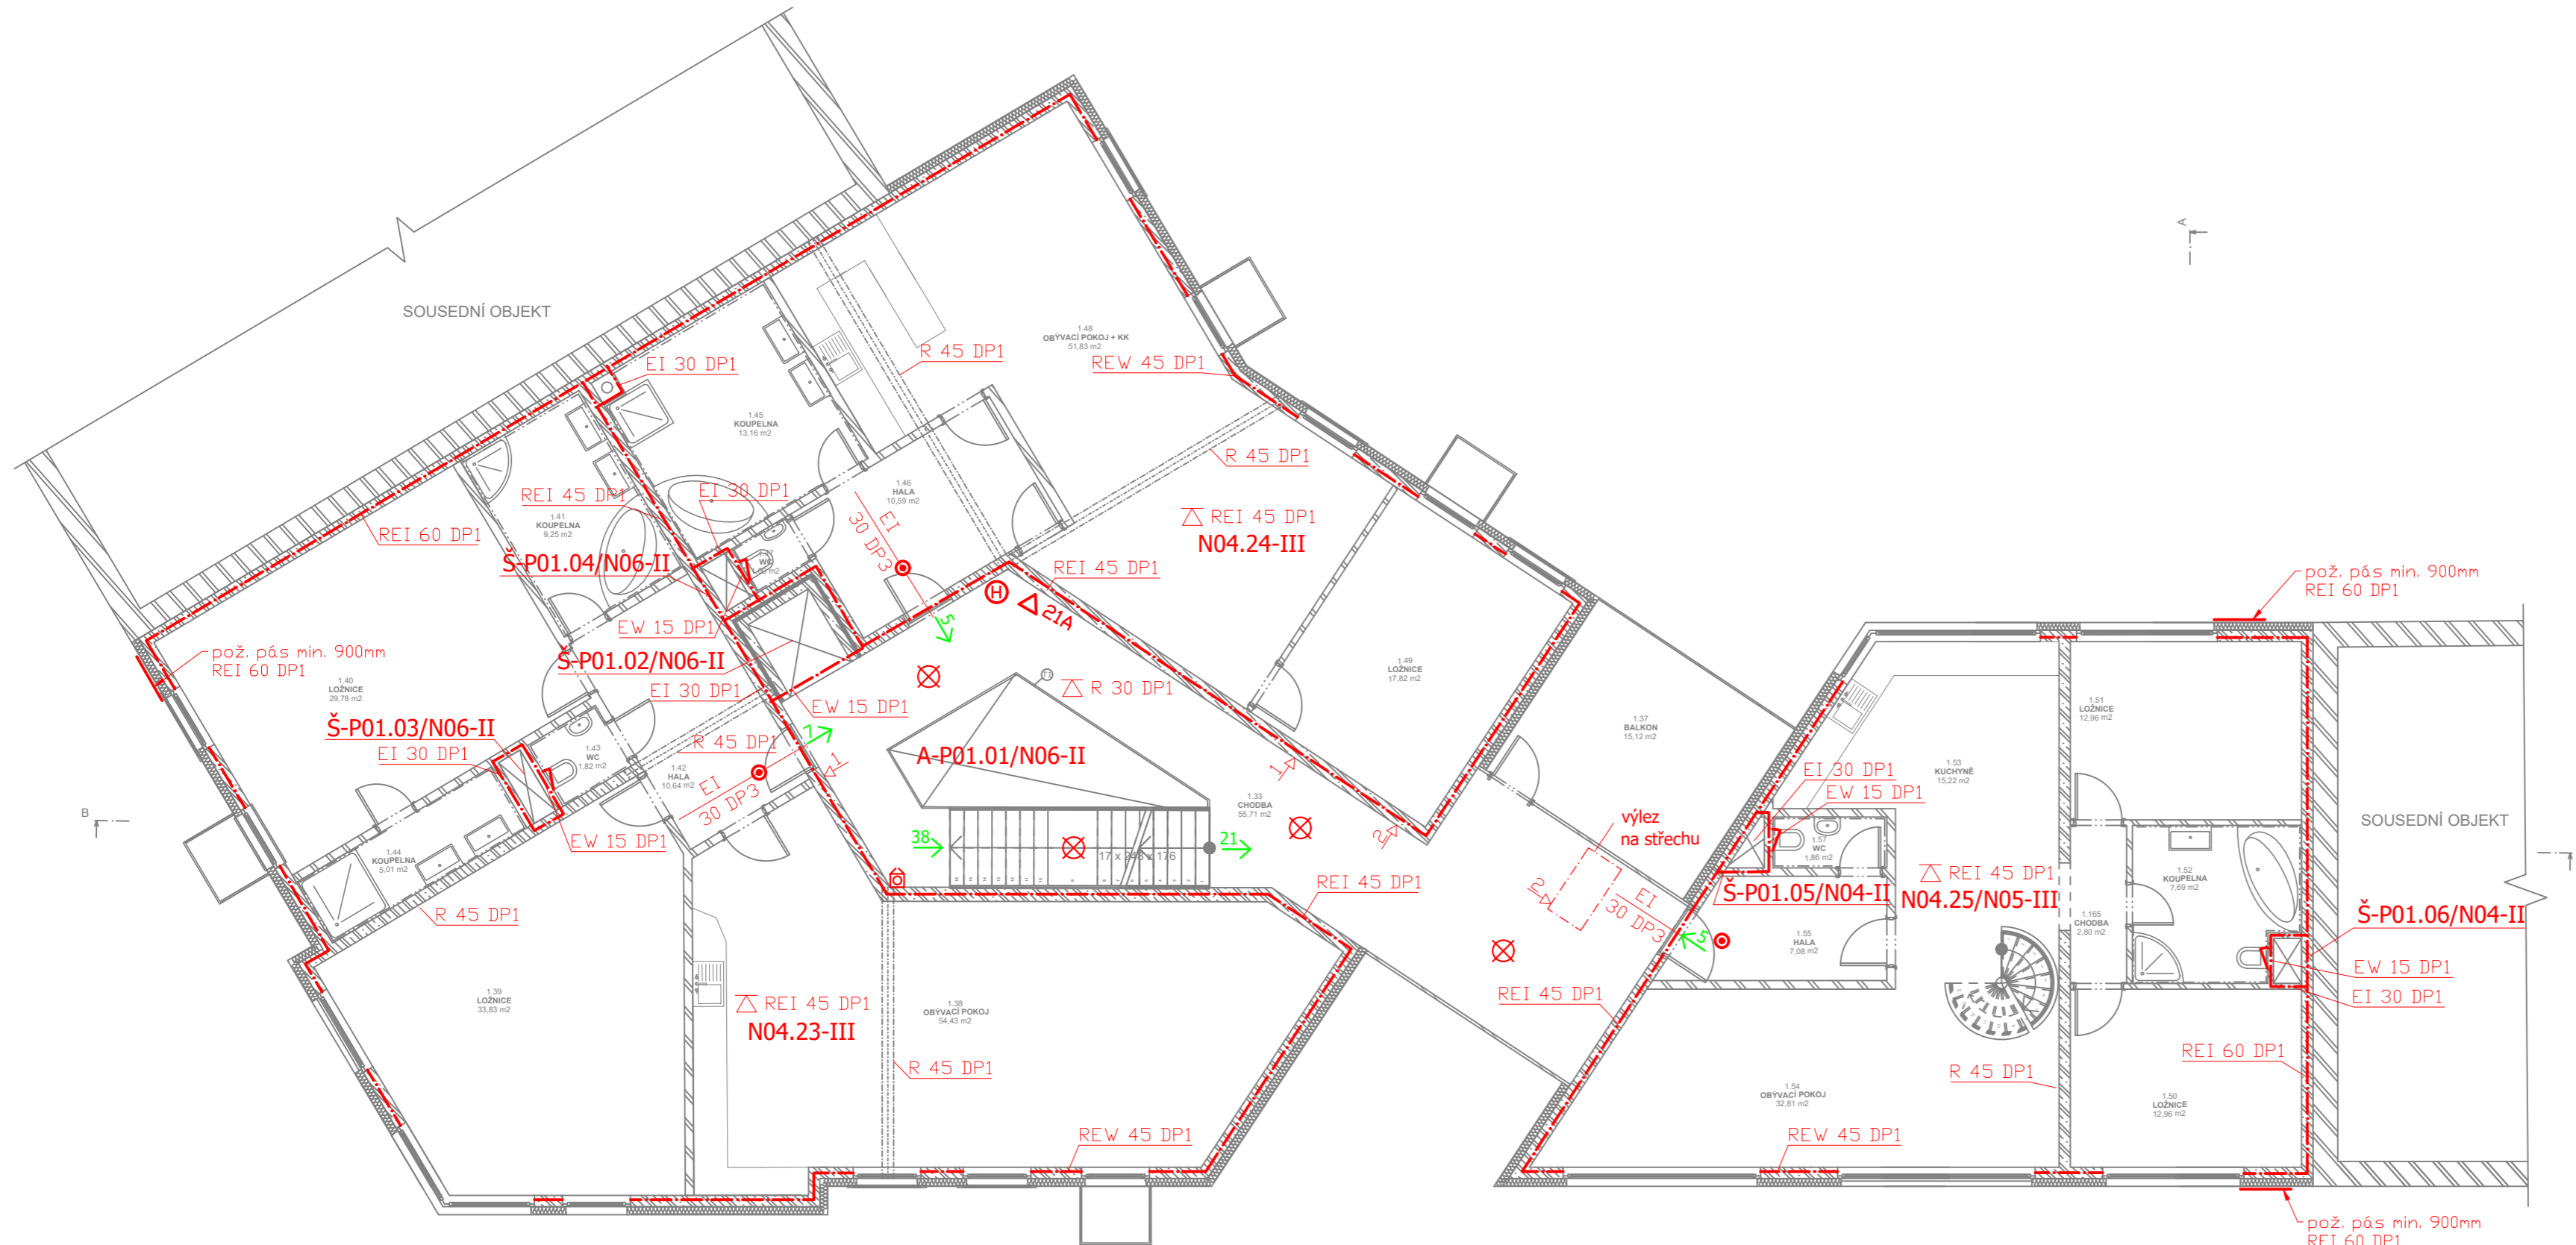 SOUSEDNÍ OBJEKT
A
1.48
OBÝVACÍ POKOJ + KK
51,83 m2
R 45 DP1
REW 45 DP1
EI 30 DP1
1.45
KOUPELNA
13,16 m2
R 45 DP1
REI 45 DP1
EI 30 DP1
1.46
HALA
10,59 m2
1.41
KOUPELNA
9,25 m2
REI 60 DP1
EI
30 DP3
REI 45 DP1
N04.24-III
Š-P01.04/N06-II
WC
REI 45 DP1
H
21A
5
EW 15 DP1
Š-P01.02/N06-II
EI 30 DP1
EW 15 DP1
pož. pás min. 900mm
REI 60 DP1
1.40
LOŽNICE
29,78 m2
Š-P01.03/N06-II
EI 30 DP1
1.43
WC
1,82 m2
R 45 DP1
1.42
HALA
10,64 m2
EI
30 DP3
7
1
R 30 DP1
A-P01.01/N06-II
1.49
LOŽNICE
17,82 m2
1.37
BALKON
15,12 m2
1
2
1.33
CHODBA
55,71 m2
B
EW 15 DP1
1.44
KOUPELNA
5,01 m2
R 45 DP1
38
17 x 248 x 176
21
výlez
na střechu
2
EI
30 DP3
5
REI 45 DP1
REI 45 DP1
1.39
LOŽNICE
33,83 m2
REI 45 DP1
N04.23-III
1.38
OBÝVACÍ POKOJ
54,43 m2
R 45 DP1
REW 45 DP1
pož. pás min. 900mm
REI 60 DP1
1.51
LOŽNICE
12,96 m2
1.53
KUCHYNĚ
15,22 m2
EI 30 DP1
EW 15 DP1
1.57
WC
1,86 m2
Š-P01.05/N04-II
REI 45 DP1
N04.25/N05-III
1.55
HALA
7,08 m2
1.52
KOUPELNA
7,69 m2
1.165
CHODBA
2,80 m2
SOUSEDNÍ OBJEKT
Š-P01.06/N04-II
EW 15 DP1
EI 30 DP1
REI 60 DP1
R 45 DP1
1.54
OBÝVACÍ POKOJ
32,81 m2
1.50
LOŽNICE
12,96 m2
REW 45 DP1
pož. pás min. 900mm
REI 60 DP1